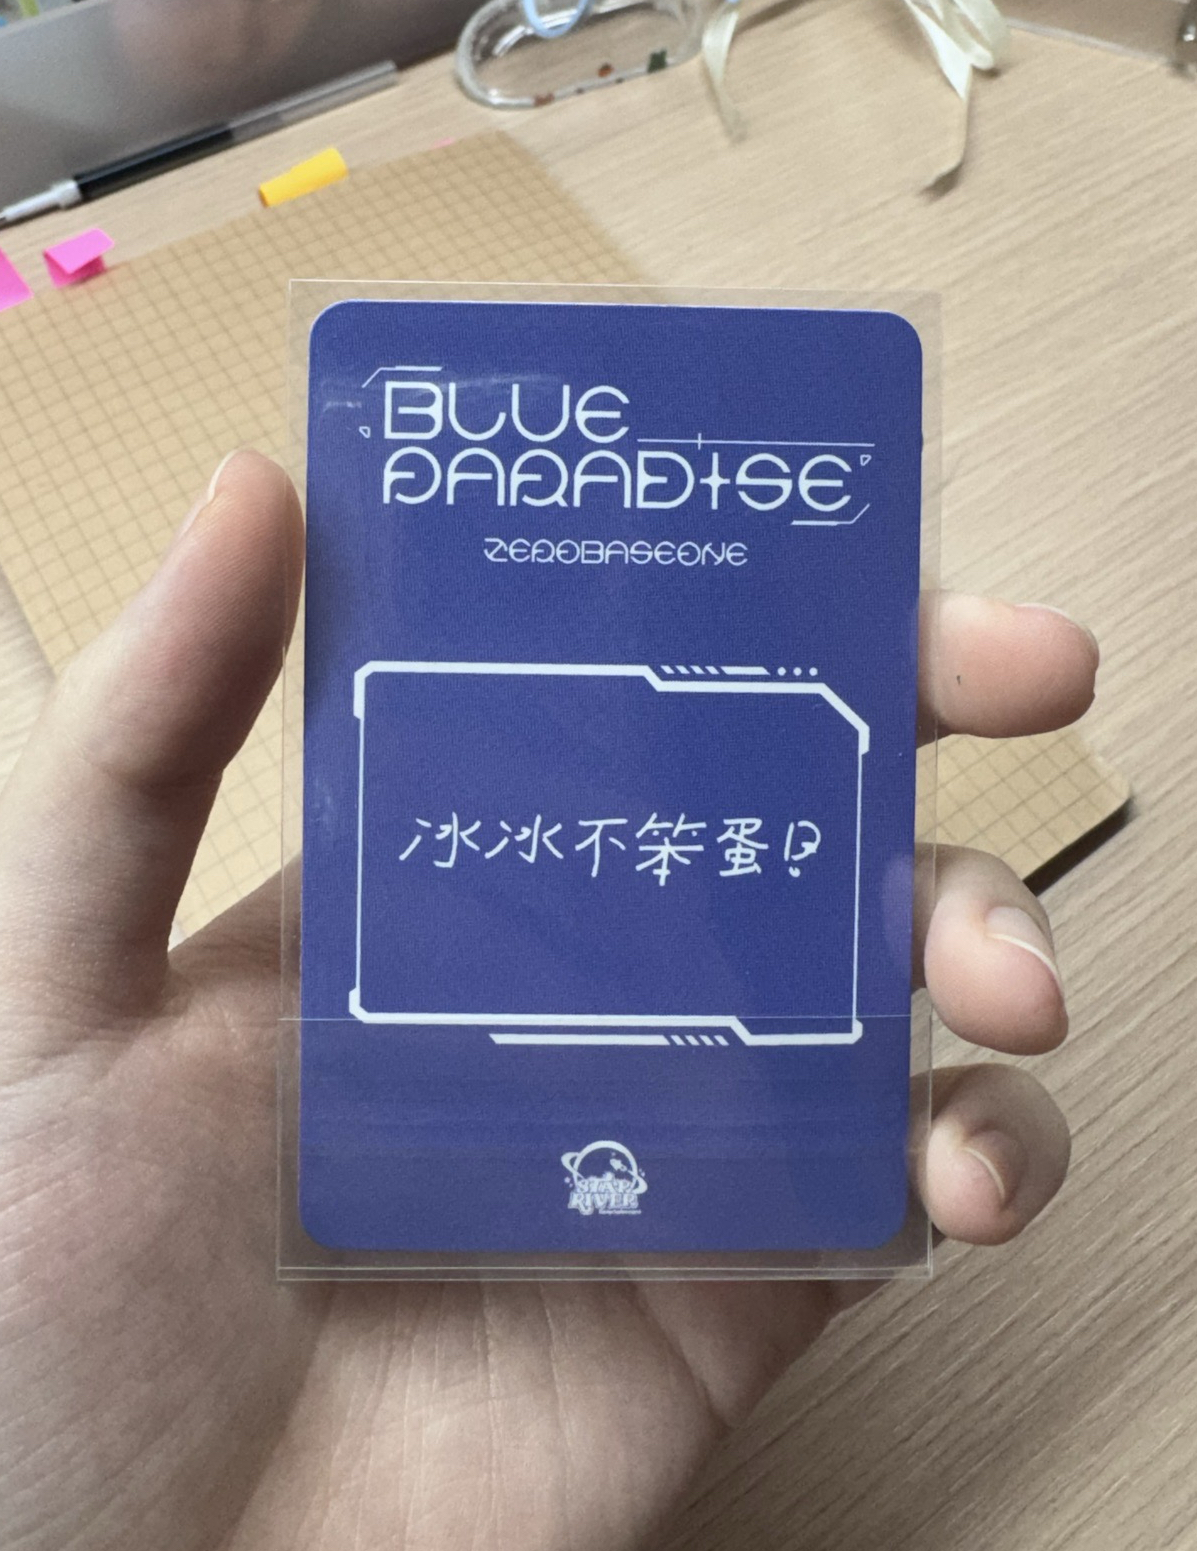 BLUE
PARADISE
ZEROBASEONE
冰冰不笨蛋!?
STAR
RIVER